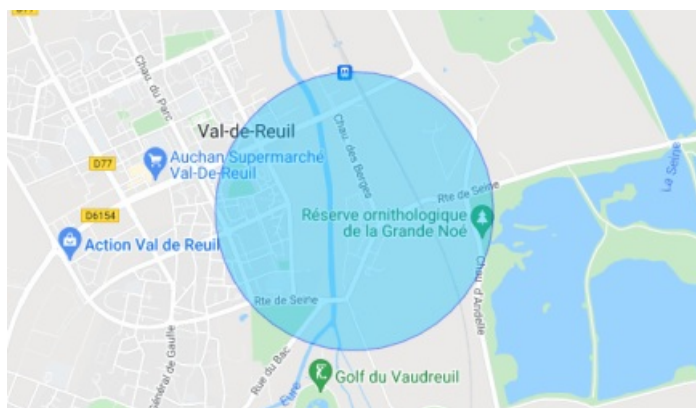 D77
Chau. du Parc
Val-de-Reuil
Auchan Supermarché
Val-De-Reuil
D77
Chau. des Berges
La Seine
Rte de Seine
D6154
Réserve ornithologique
de la Grande Noé
Action Val de Reuil
Chau. d'Andelle
Rte de Seine
Général de Gaulle
Rue du Bac
Eure
Golf du Vaudreuil